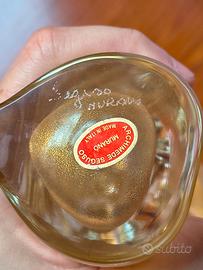 Seguso
Murano
ARCHIMEDE SEGUSO
MURANO
MADE IN ITALY
subito